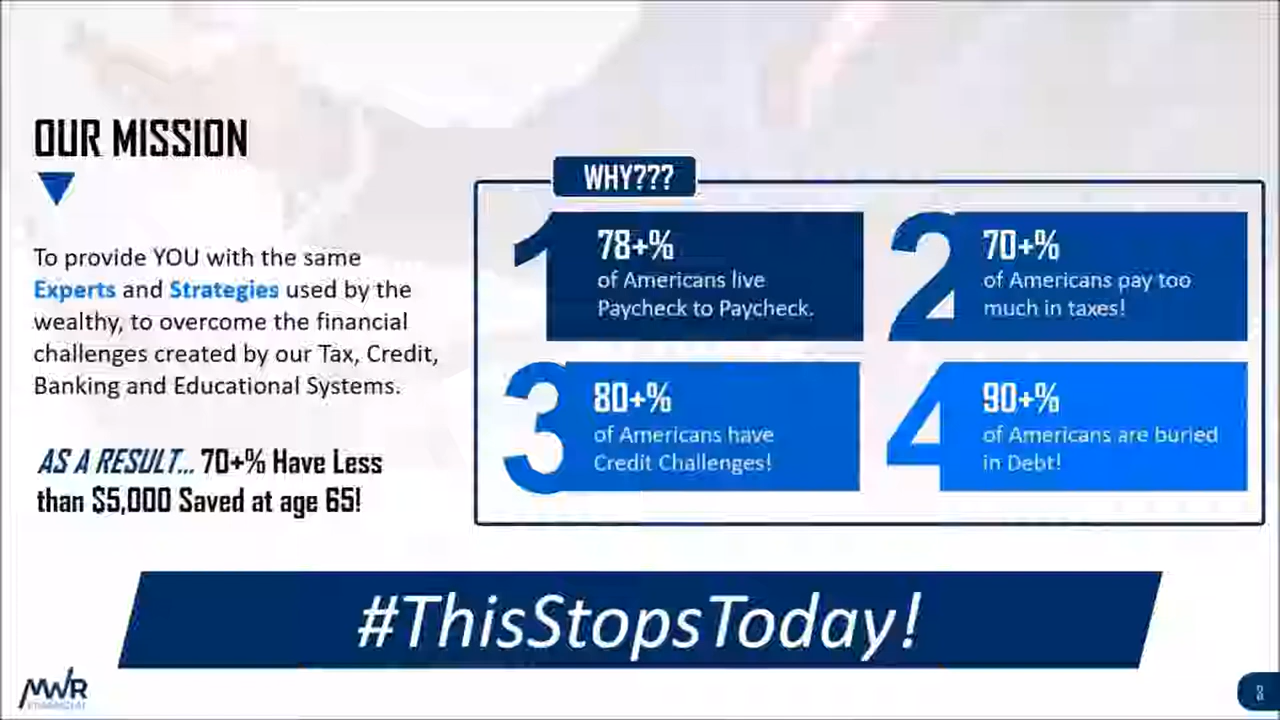 OUR MISSION
To provide YOU with the same
Experts and Strategies used by the
wealthy, to overcome the financial
challenges created by our Tax, Credit,
Banking and Educational Systems.
AS A RESULT... 70+% Have Less
than $5,000 Saved at age 65!
WHY???
1
78+%
of Americans live
Paycheck to Paycheck.
2
70+%
of Americans pay too
much in taxes!
3
80+%
of Americans have
Credit Challenges!
4
90+%
of Americans are buried
in Debt!
#ThisStopsToday!
MWR
FINANCIAL
3